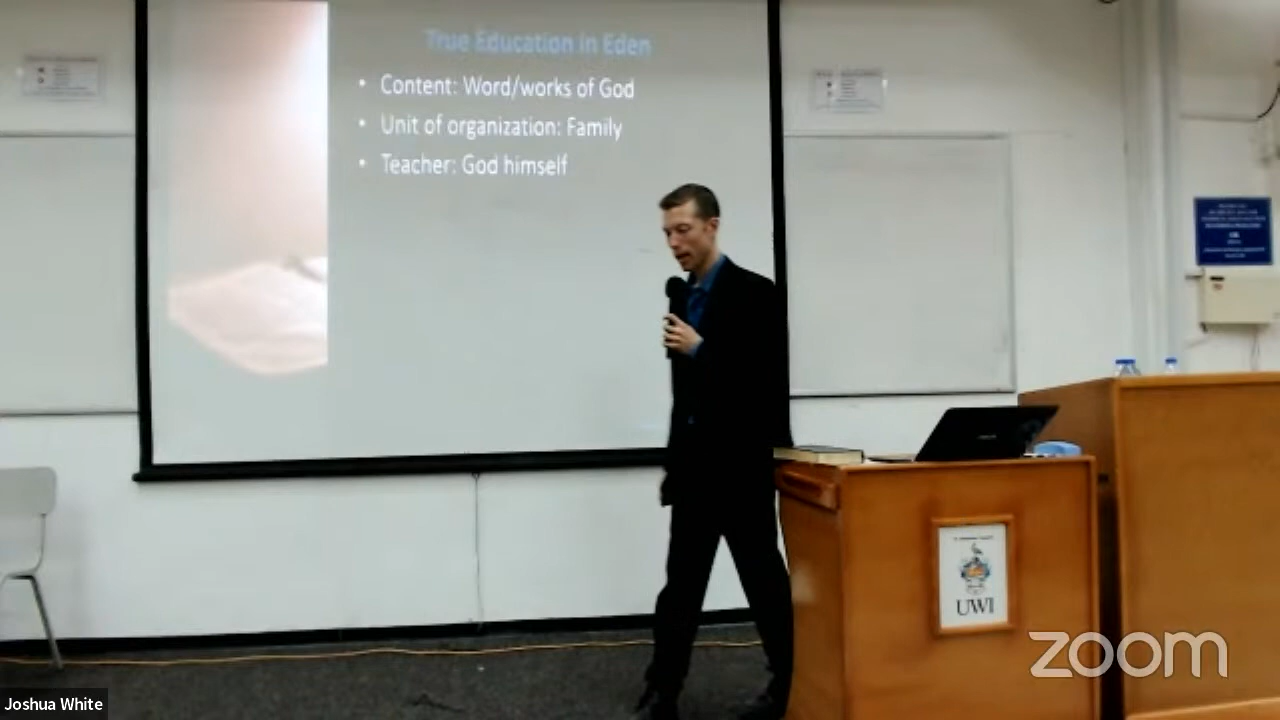 True Education in Eden
• Content: Word/works of God
• Unit of organization: Family
• Teacher: God himself
UWI
zoom
Joshua White